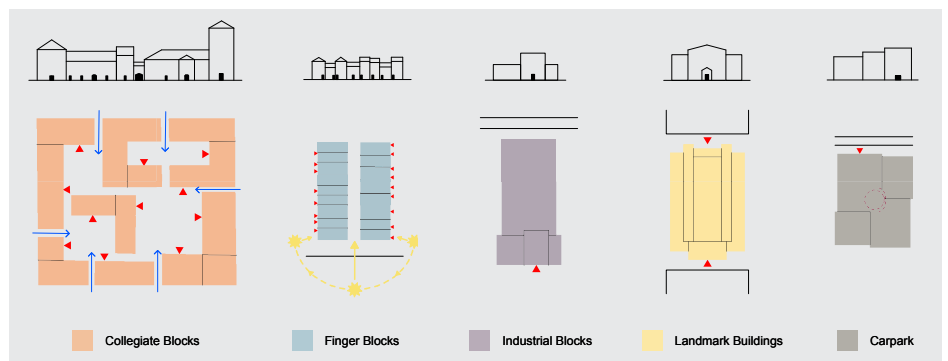 Collegiate Blocks
Finger Blocks
Industrial Blocks
Landmark Buildings
Carpark